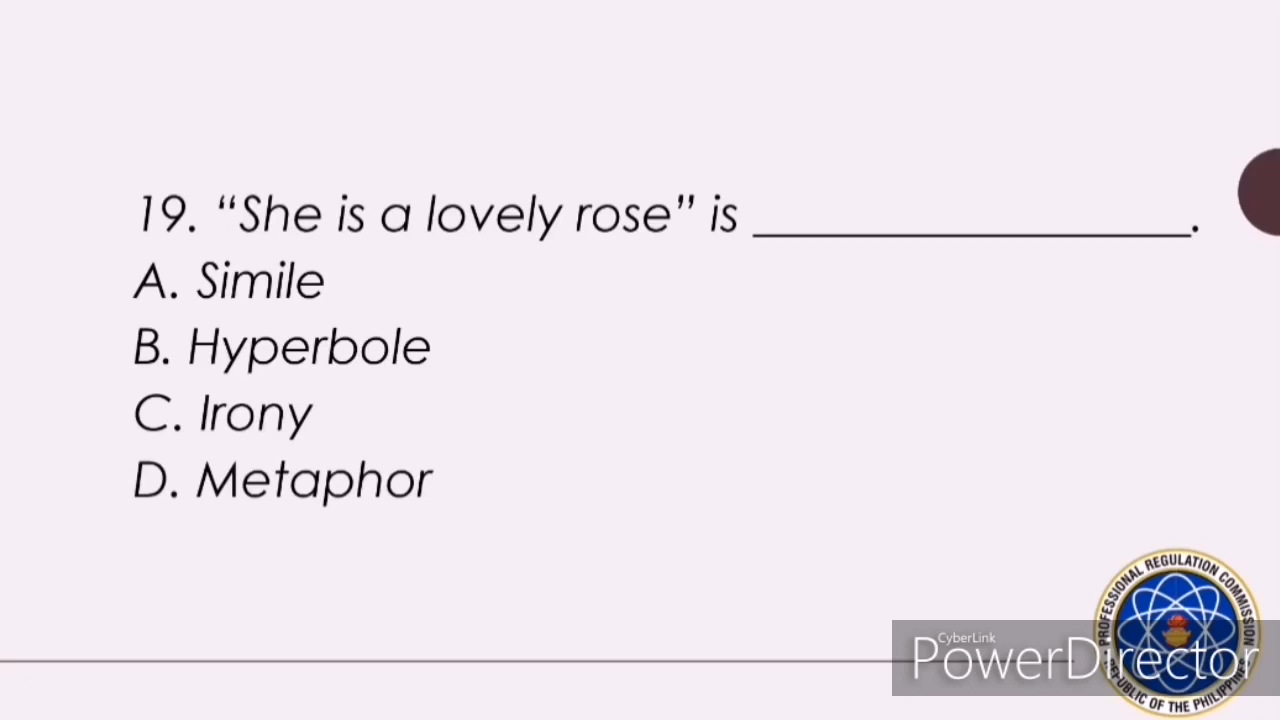 19. “She is a lovely rose” is __________________.
A. Simile
B. Hyperbole
C. Irony
D. Metaphor
PROFESSIONAL REGULATION COMMISSION
CyberLink
PowerDirector
REPUBLIC OF THE PHILIPPINES